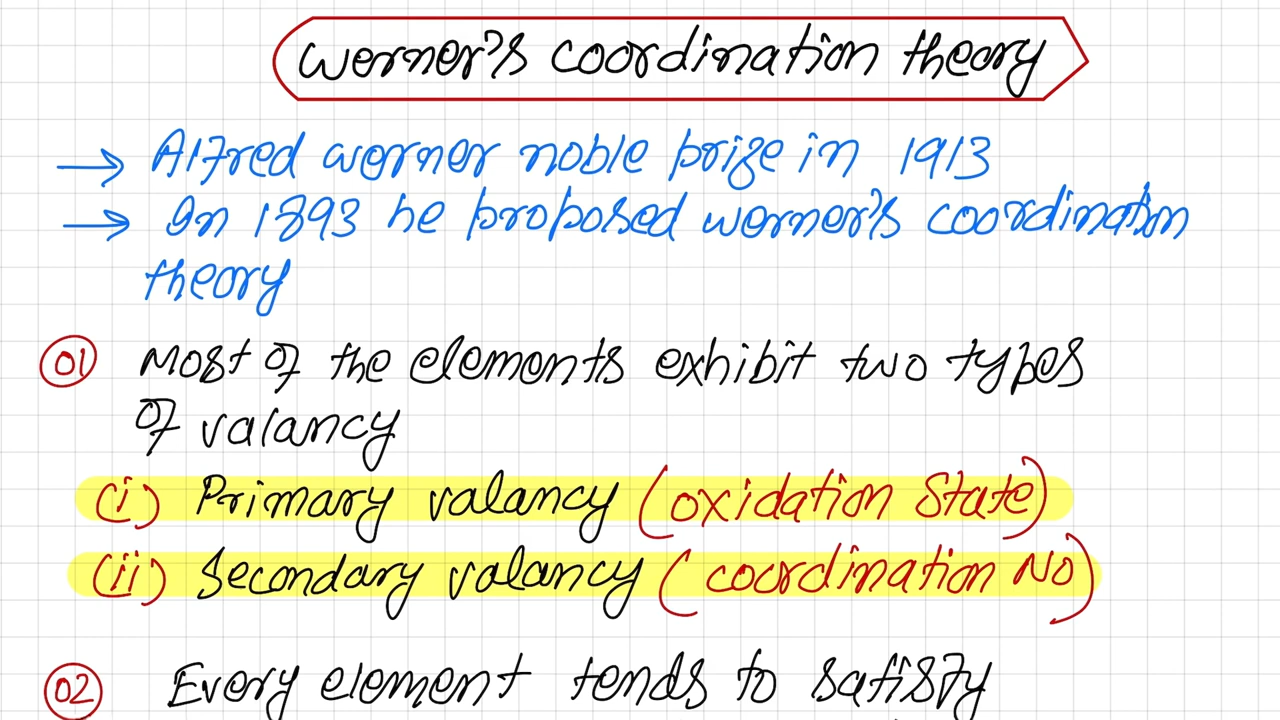 Werner's coordination theory
→ Alfred werner noble prize in 1913
→ In 1893 he proposed werner's coordination
theory
01 Most of the elements exhibit two types
of valancy
(i) Primary valancy (oxidation State)
(ii) Secondary valancy (coordination No)
02 Every element tends to satisfy